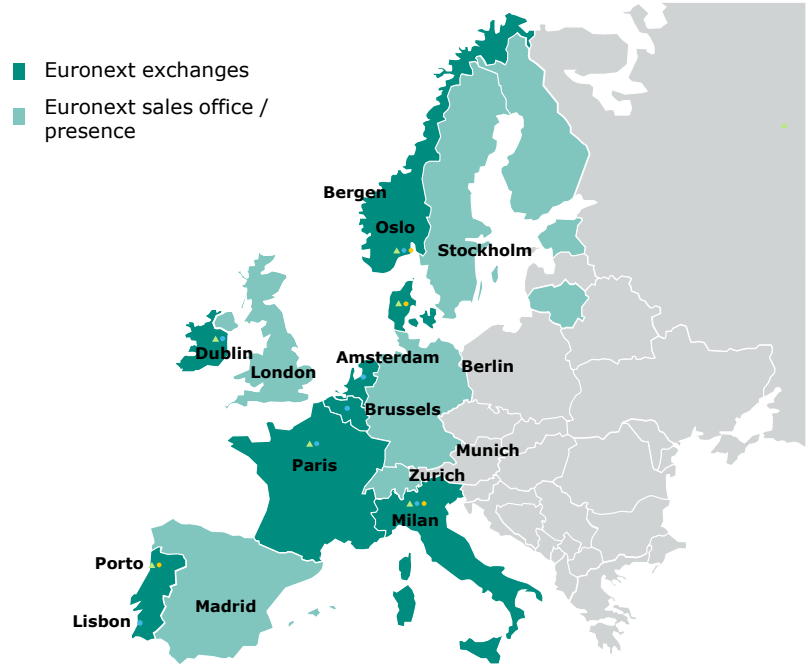 Euronext exchanges
Euronext sales office /
presence
Bergen
Oslo
Stockholm
Dublin
London
Amsterdam
Berlin
Brussels
Munich
Paris
Zurich
Milan
Porto
Madrid
Lisbon